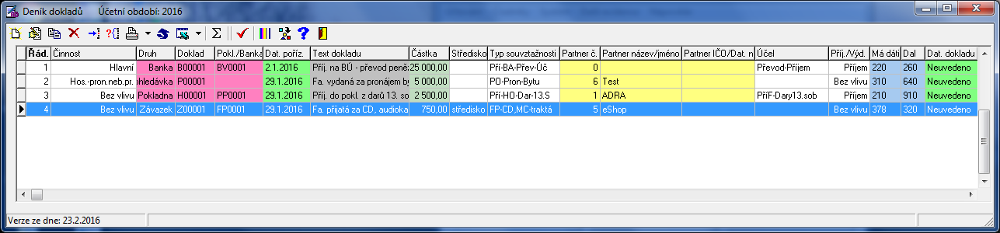 Deník dokladů Účetní období: 2016
Řád. Činnost Druh Doklad Pokl./Banka Dat. poříz. Text dokladu Částka Středisko Typ souvztažnosti Partner č. Partner název/jméno Partner IČO/Dat. n Účel Příj./Výd. Má dáti Dal Dat. dokladu
1 Hlavní Banka B00001 BV0001 2.1.2016 Příj. na BÚ - převod peně 25 000,00 Pří-BA-Přev-Úč 0 Převod-Příjem Příjem 220 260 Neuvedeno
2 Hos.-pron.neb.pr. ohledávka P00001 29.1.2016 Fa. vydaná za pronájem by 5 000,00 PO-Pron-Bytu 6 Test Bez vlivu 310 640 Neuvedeno
3 Bez vlivu Pokladna H00001 PP0001 29.1.2016 Příj. do pokl. z darů 13. so 2 500,00 Pří-HO-Dar-13.S 1 ADRA PříF-Dary13.sob Příjem 210 910 Neuvedeno
4 Bez vlivu Závazek Z00001 FP0001 29.1.2016 Fa. přijatá za CD, audioka 750,00 středisko FP-CD,MC-traktá 5 eShop Bez vlivu 378 320 Neuvedeno
Verze ze dne: 23.2.2016